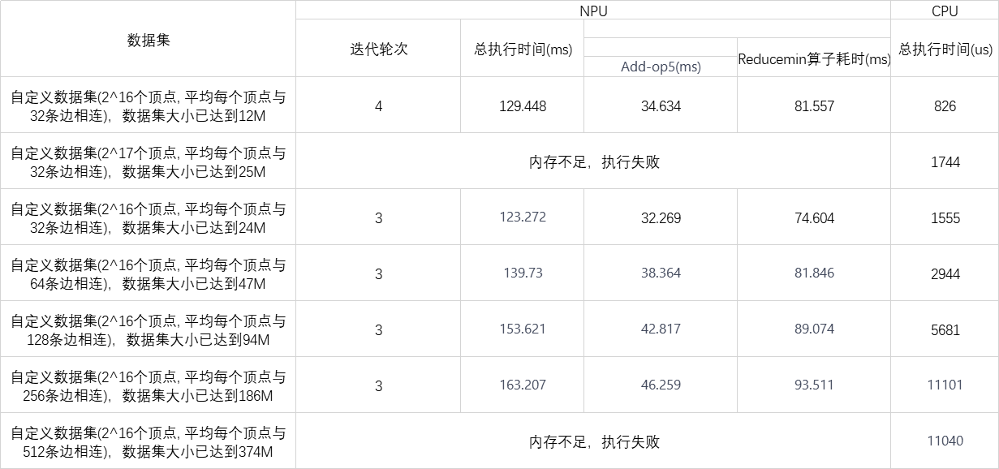 NPU
CPU
数据集
迭代轮次
总执行时间(ms)
Add-op5(ms)
Reducemin算子耗时(ms)
总执行时间(us)
自定义数据集(2^16个顶点, 平均每个顶点与
32条边相连)，数据集大小已达到12M
4
129.448
34.634
81.557
826
自定义数据集(2^17个顶点, 平均每个顶点与
32条边相连)，数据集大小已达到25M
内存不足，执行失败
1744
自定义数据集(2^16个顶点, 平均每个顶点与
32条边相连)，数据集大小已达到24M
3
123.272
32.269
74.604
1555
自定义数据集(2^16个顶点, 平均每个顶点与
64条边相连)，数据集大小已达到47M
3
139.73
38.364
81.846
2944
自定义数据集(2^16个顶点, 平均每个顶点与
128条边相连)，数据集大小已达到94M
3
153.621
42.817
89.074
5681
自定义数据集(2^16个顶点, 平均每个顶点与
256条边相连)，数据集大小已达到186M
3
163.207
46.259
93.511
11101
自定义数据集(2^16个顶点, 平均每个顶点与
512条边相连)，数据集大小已达到374M
内存不足，执行失败
11040